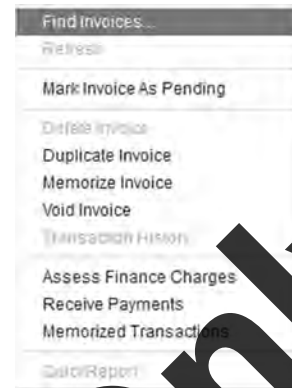 Find Invoices...
Refresh
Mark Invoice As Pending
Delete Invoice
Duplicate Invoice
Memorize Invoice
Void Invoice
Transaction History
Assess Finance Charges
Receive Payments
Memorized Transactions
QuickReport